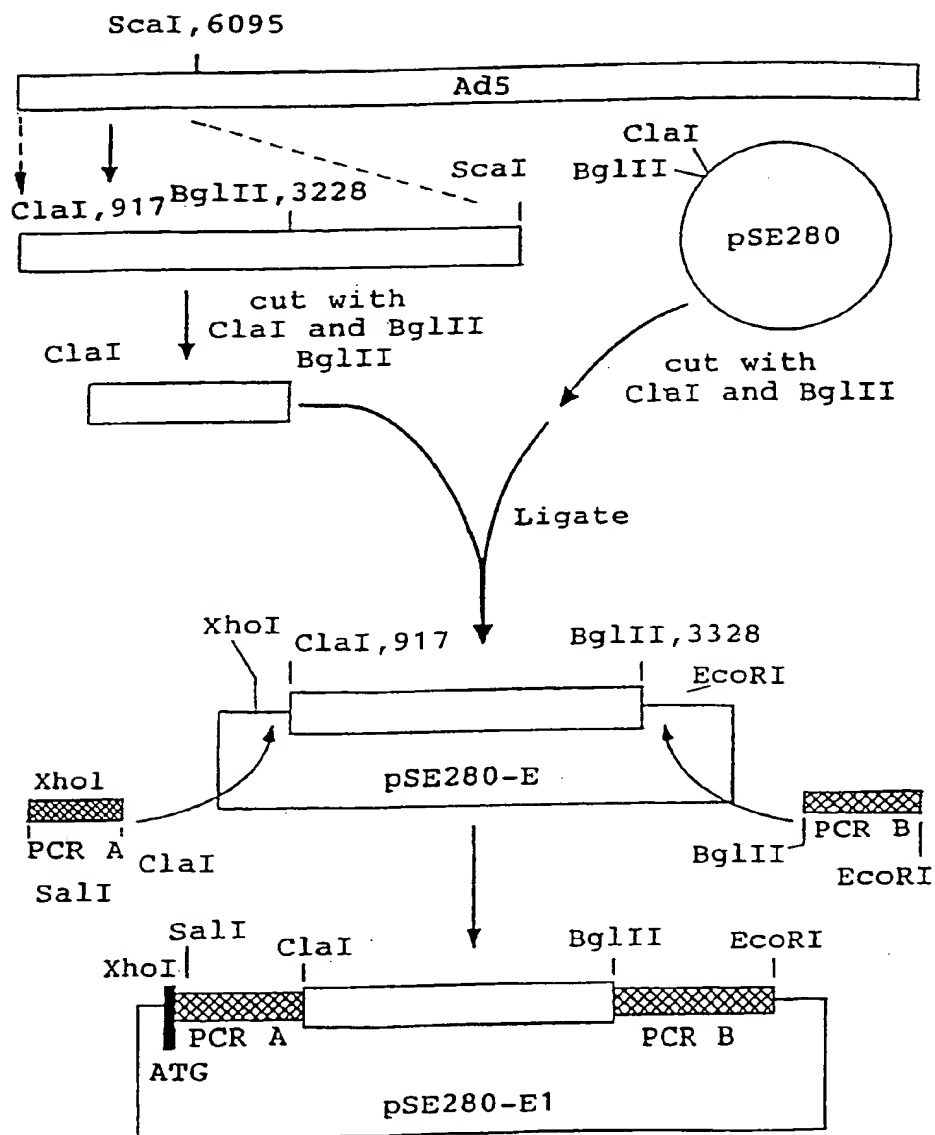 ScaI,6095
Ad5
ClaI
BglII
ScaI
ClaI,917
BglII,3228
pSE280
cut with
ClaI and BglII
ClaI
BglII
cut with
ClaI and BglII
Ligate
XhoI
ClaI,917
BglII,3328
EcoRI
pSE280-E
XhoI
PCR A
ClaI
SalI
PCR B
BglII
EcoRI
SalI
ClaI
BglII
EcoRI
XhoI
PCR A
PCR B
ATG
pSE280-E1